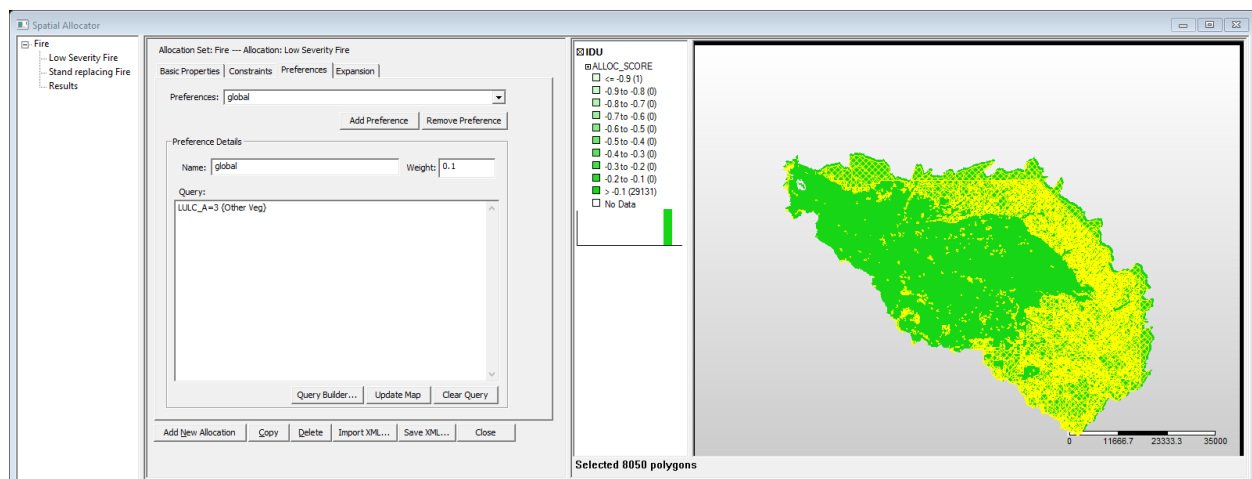 Spatial Allocator
Fire
Low Severity Fire
Stand replacing Fire
Results
Allocation Set: Fire --- Allocation: Low Severity Fire
Basic Properties Constraints Preferences Expansion
Preferences: global
Add Preference Remove Preference
Preference Details
Name: global Weight: 0.1
Query:
LULC_A=3 {Other Veg}
Query Builder... Update Map Clear Query
Add New Allocation Copy Delete Import XML... Save XML... Close
IDU
ALLOC_SCORE
<= -0.9 (1)
-0.9 to -0.8 (0)
-0.8 to -0.7 (0)
-0.7 to -0.6 (0)
-0.6 to -0.5 (0)
-0.5 to -0.4 (0)
-0.4 to -0.3 (0)
-0.3 to -0.2 (0)
-0.2 to -0.1 (0)
> -0.1 (29131)
No Data
0 11666.7 23333.3 35000
Selected 8050 polygons